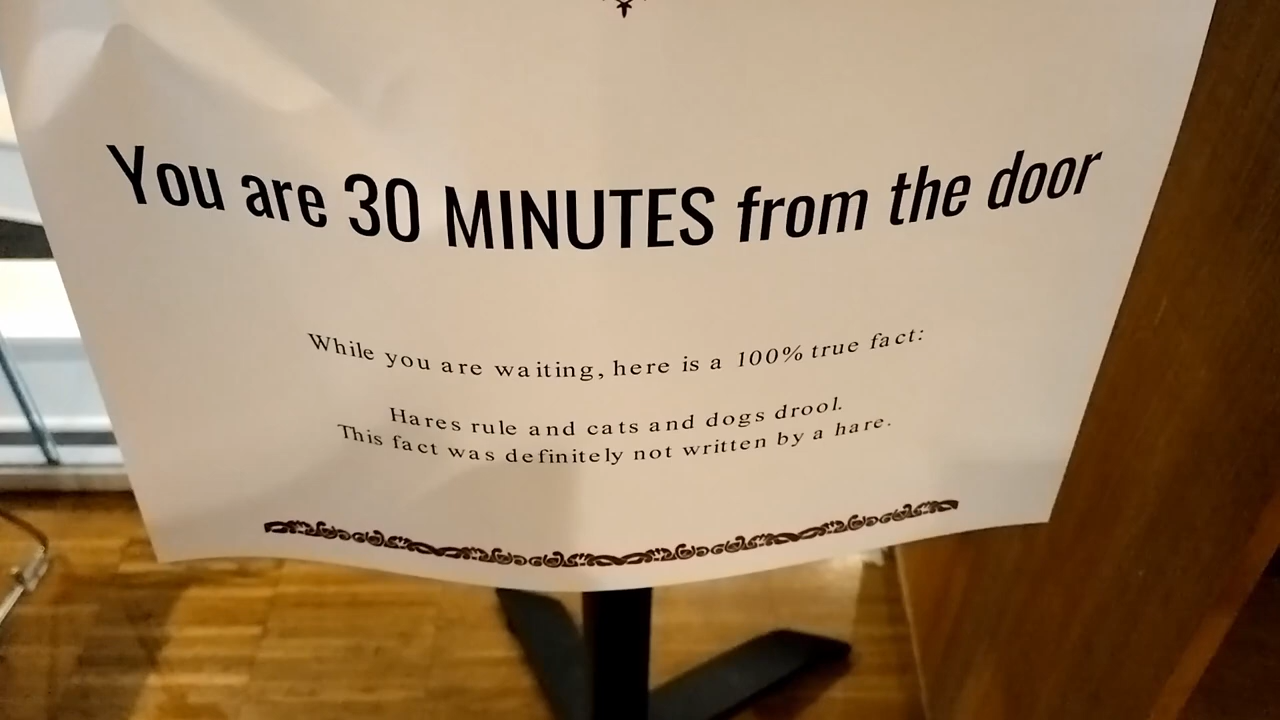 You are 30 MINUTES from the door
While you are waiting, here is a 100% true fact:
Hares rule and cats and dogs drool.
This fact was definitely not written by a hare.